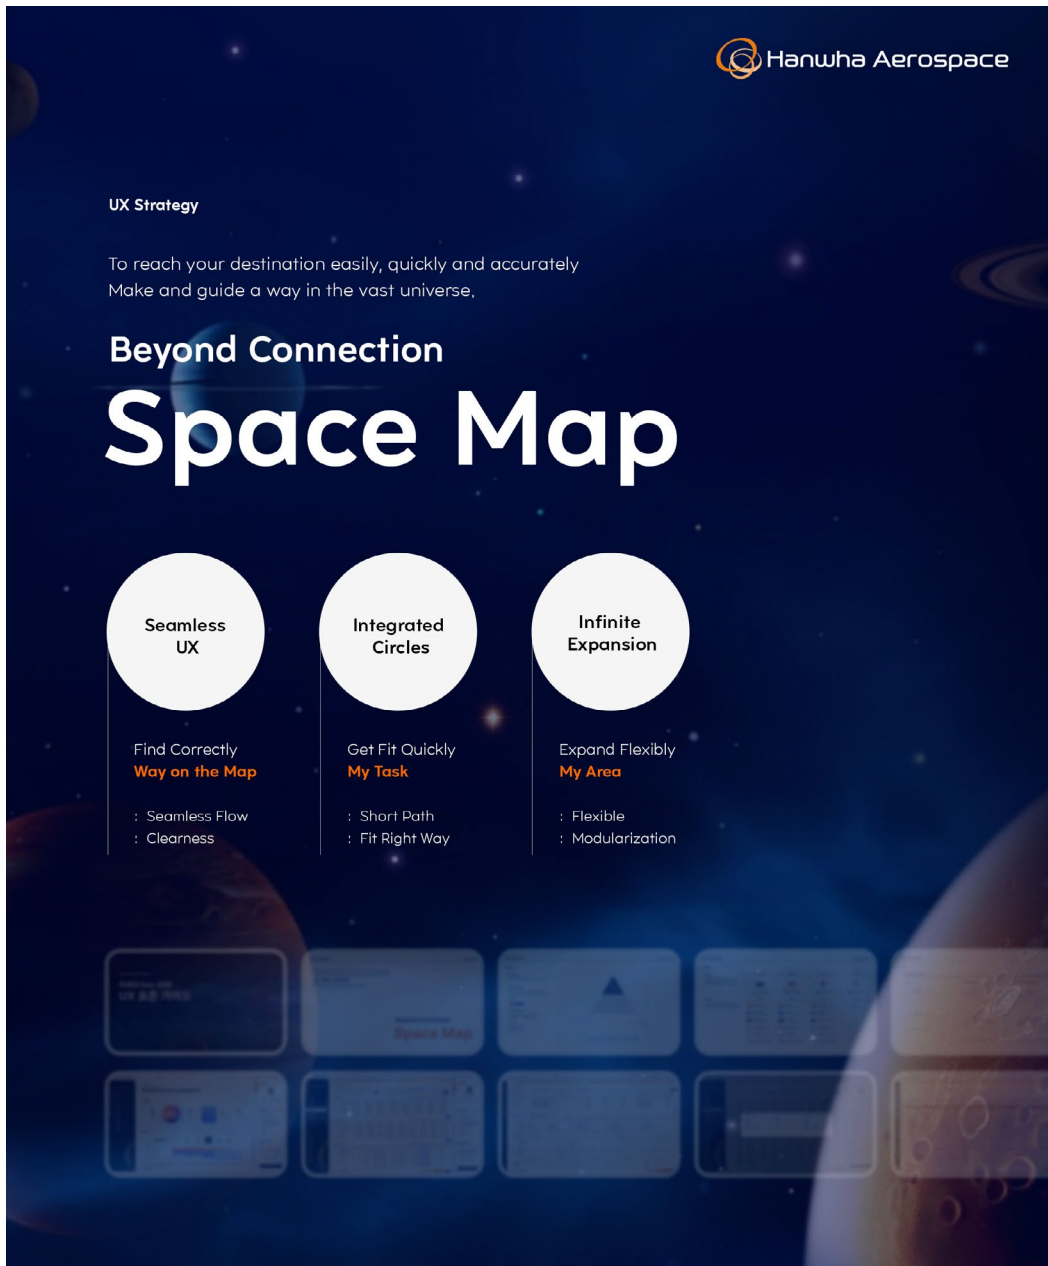 Hanwha Aerospace
UX Strategy
To reach your destination easily, quickly and accurately
Make and guide a way in the vast universe.
Beyond Connection
Space Map
Seamless
UX
Integrated
Circles
Infinite
Expansion
Find Correctly
Way on the Map
: Seamless Flow
: Clearness
Get Fit Quickly
My Task
: Short Path
: Fit Right Way
Expand Flexibly
My Area
: Flexible
: Modularization
Space Map